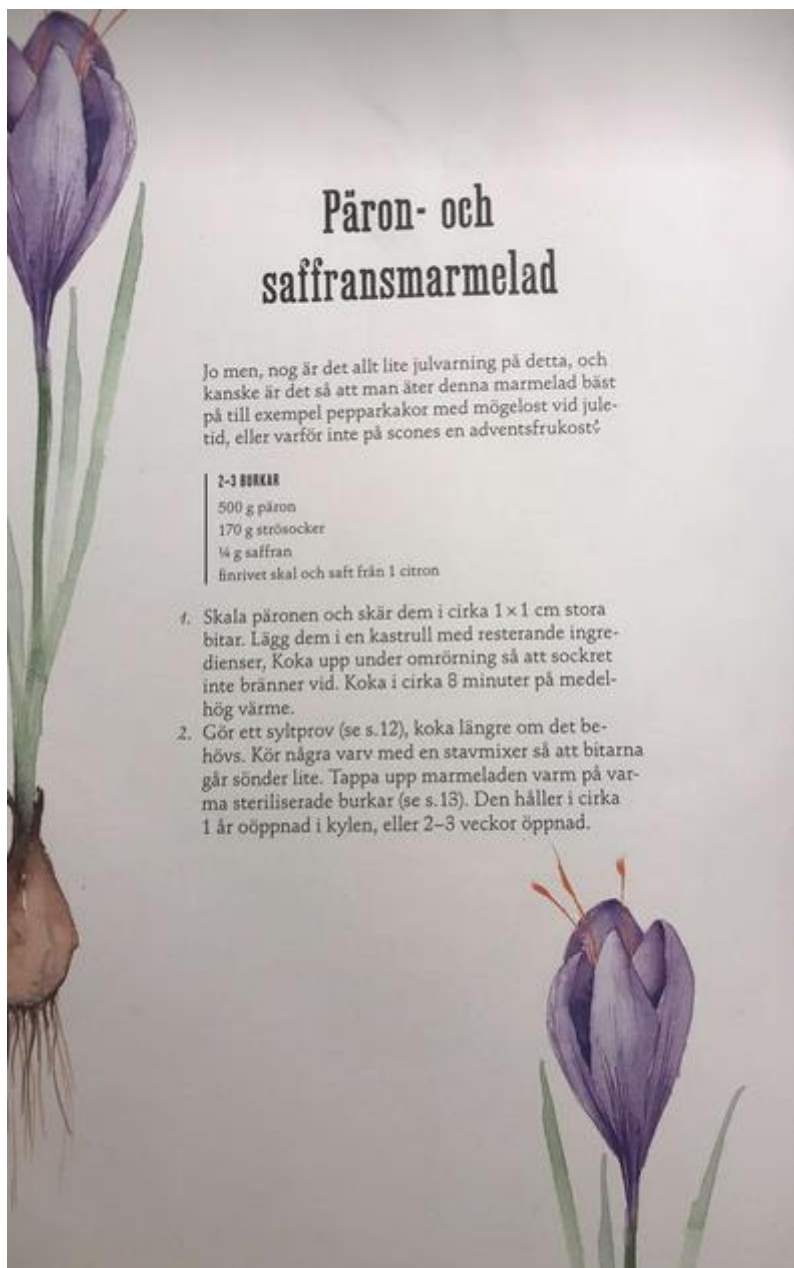 Päron- och
saffransmarmelad
Jo men, nog är det allt lite julvarning på detta, och
kanske är det så att man äter denna marmelad bäst
på till exempel pepparkakor med mögelost vid jule-
tid, eller varför inte på scones en adventsfrukost?
2–3 BURKAR
500 g päron
170 g strösocker
¼ g saffran
finrivet skal och saft från 1 citron
1. Skala päronen och skär dem i cirka 1 × 1 cm stora
bitar. Lägg dem i en kastrull med resterande ingre-
dienser, Koka upp under omrörning så att sockret
inte bränner vid. Koka i cirka 8 minuter på medel-
hög värme.
2. Gör ett syltprov (se s.12), koka längre om det be-
hövs. Kör några varv med en stavmixer så att bitarna
går sönder lite. Tappa upp marmeladen varm på var-
ma steriliserade burkar (se s.13). Den håller i cirka
1 år oöppnad i kylen, eller 2–3 veckor öppnad.